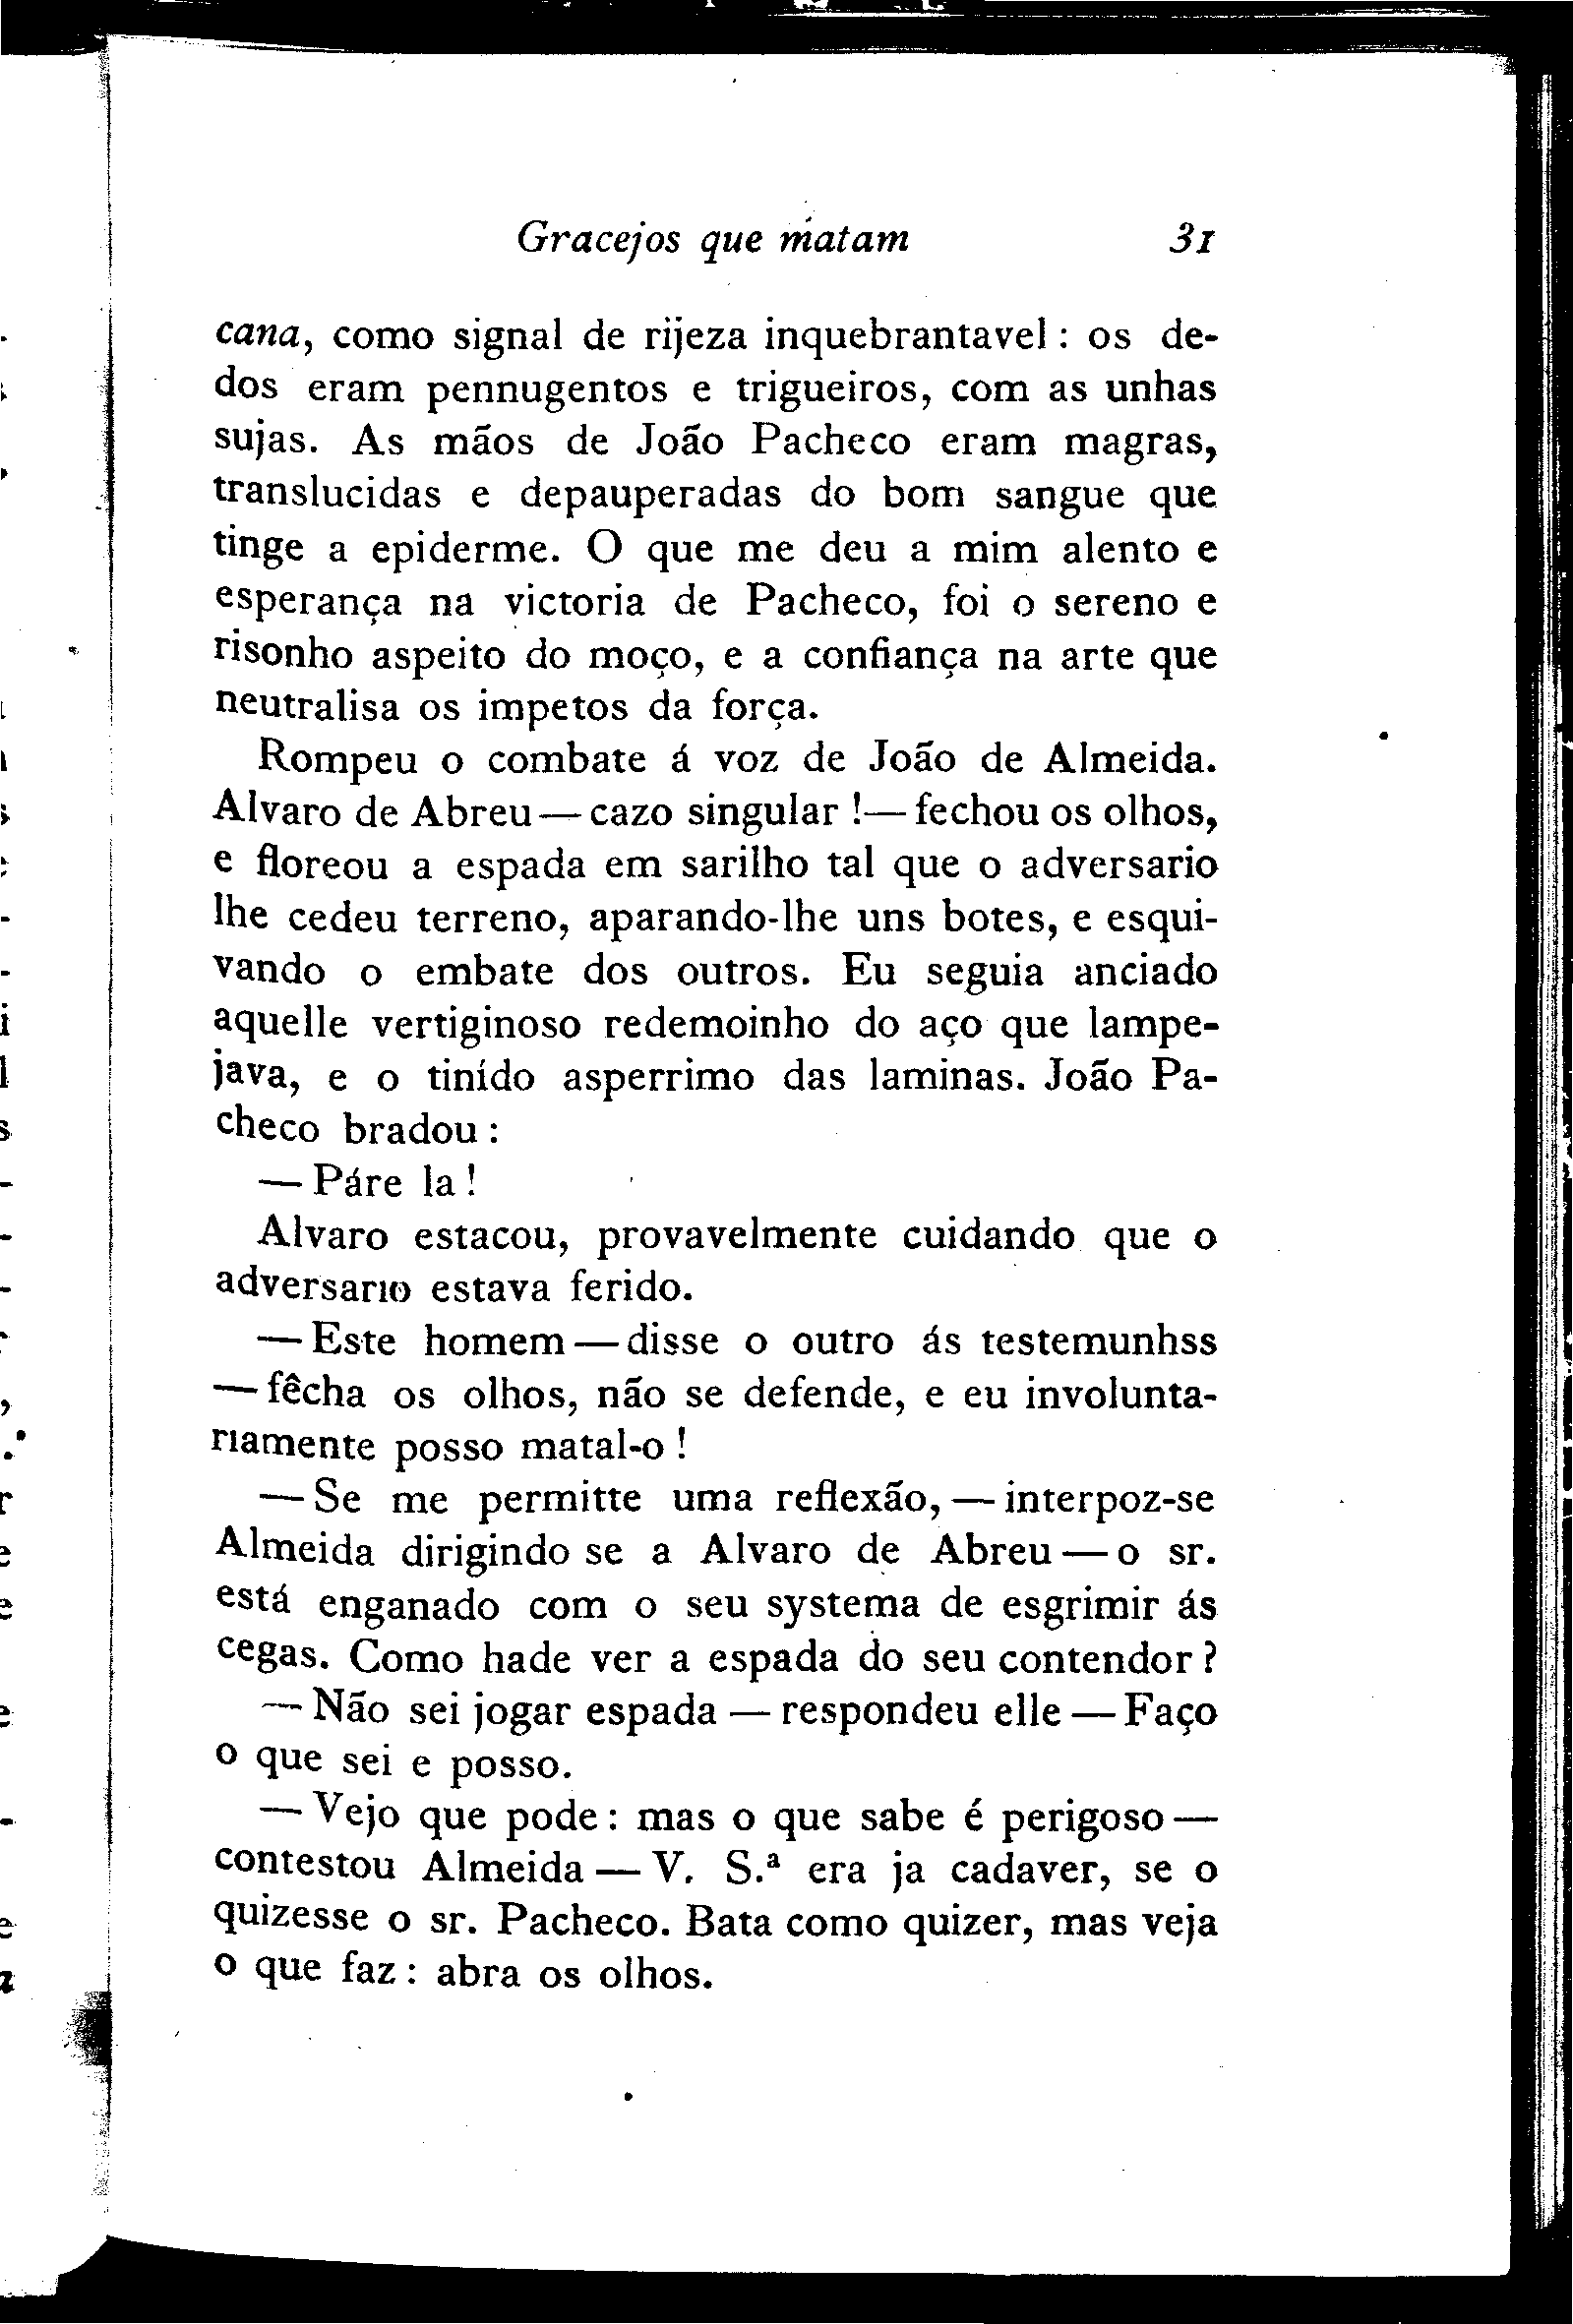 Gracejos que matam 31
cana, como signal de rijeza inquebrantavel : os de-
dos eram pennugentos e trigueiros, com as unhas
sujas. As mãos de João Pacheco eram magras,
translucidas e depauperadas do bom sangue que
tinge a epiderme. O que me deu a mim alento e
esperança na victoria de Pacheco, foi o sereno e
risonho aspeito do moço, e a confiança na arte que
neutralisa os impetos da força.
Rompeu o combate á voz de João de Almeida.
Alvaro de Abreu — cazo singular ! — fechou os olhos,
e floreou a espada em sarilho tal que o adversario
lhe cedeu terreno, aparando-lhe uns botes, e esqui-
vando o embate dos outros. Eu seguia anciado
aquelle vertiginoso redemoinho do aço que lampe-
java, e o tinído asperrimo das laminas. João Pa-
checo bradou :
— Páre la !
Alvaro estacou, provavelmente cuidando que o
adversario estava ferido.
— Este homem — disse o outro ás testemunhss
— fêcha os olhos, não se defende, e eu involunta-
riamente posso matal-o !
— Se me permitte uma reflexão, — interpoz-se
Almeida dirigindo se a Alvaro de Abreu — o sr.
está enganado com o seu systema de esgrimir ás
cegas. Como hade ver a espada do seu contendor ?
— Não sei jogar espada — respondeu elle — Faço
o que sei e posso.
— Vejo que pode : mas o que sabe é perigoso —
contestou Almeida — V. S.ª era ja cadaver, se o
quizesse o sr. Pacheco. Bata como quizer, mas veja
o que faz : abra os olhos.